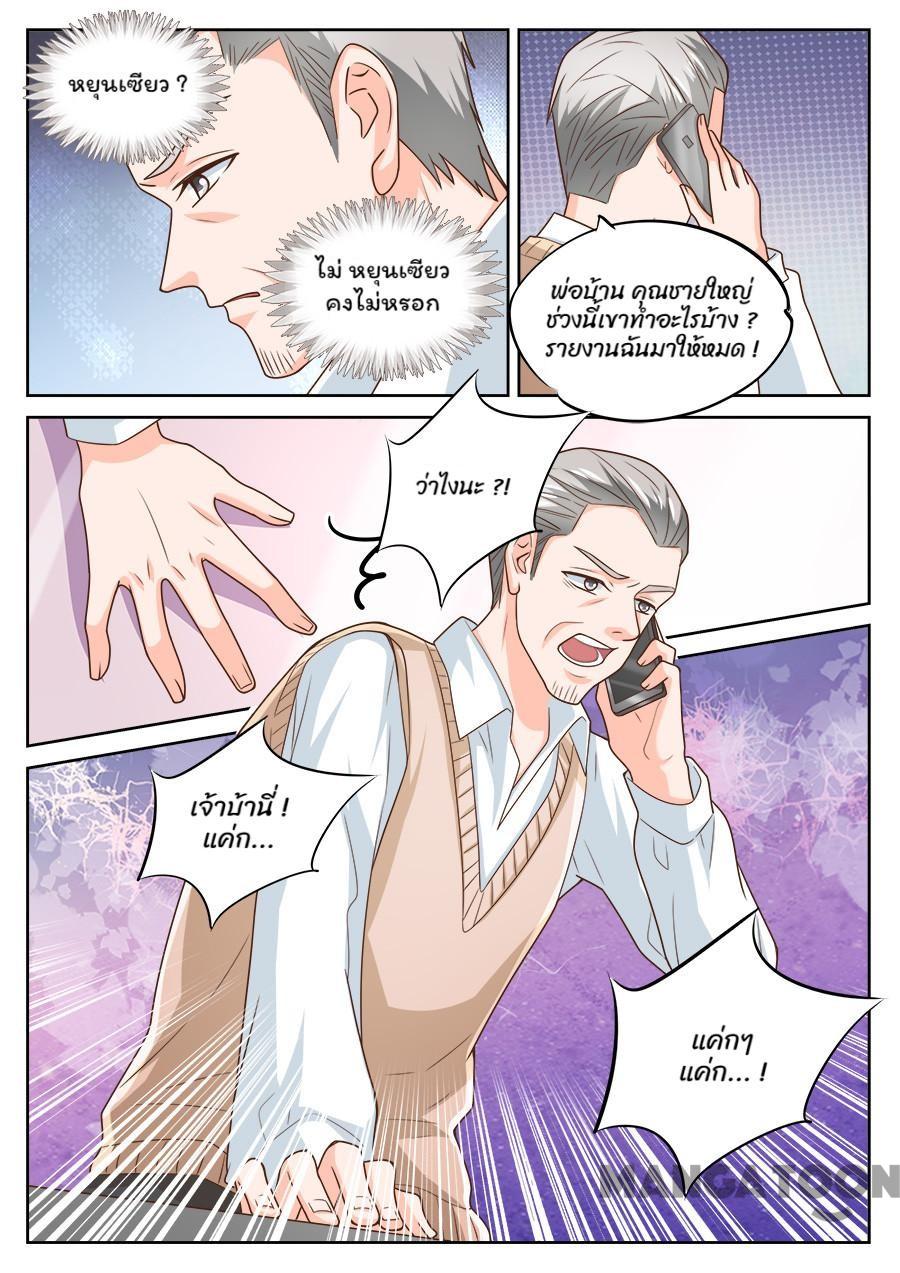 หยุนเซียว ?
ไม่ หยุนเซียว
คงไม่หรอก
พ่อบ้าน คุณชายใหญ่
ช่วงนี้เขาทำอะไรบ้าง ?
รายงานฉันมาให้หมด !
ว่าไงนะ ?!
เจ้าบ้านี่ !
แค่ก...
แค่กๆ
แค่ก... !
MANGATOON